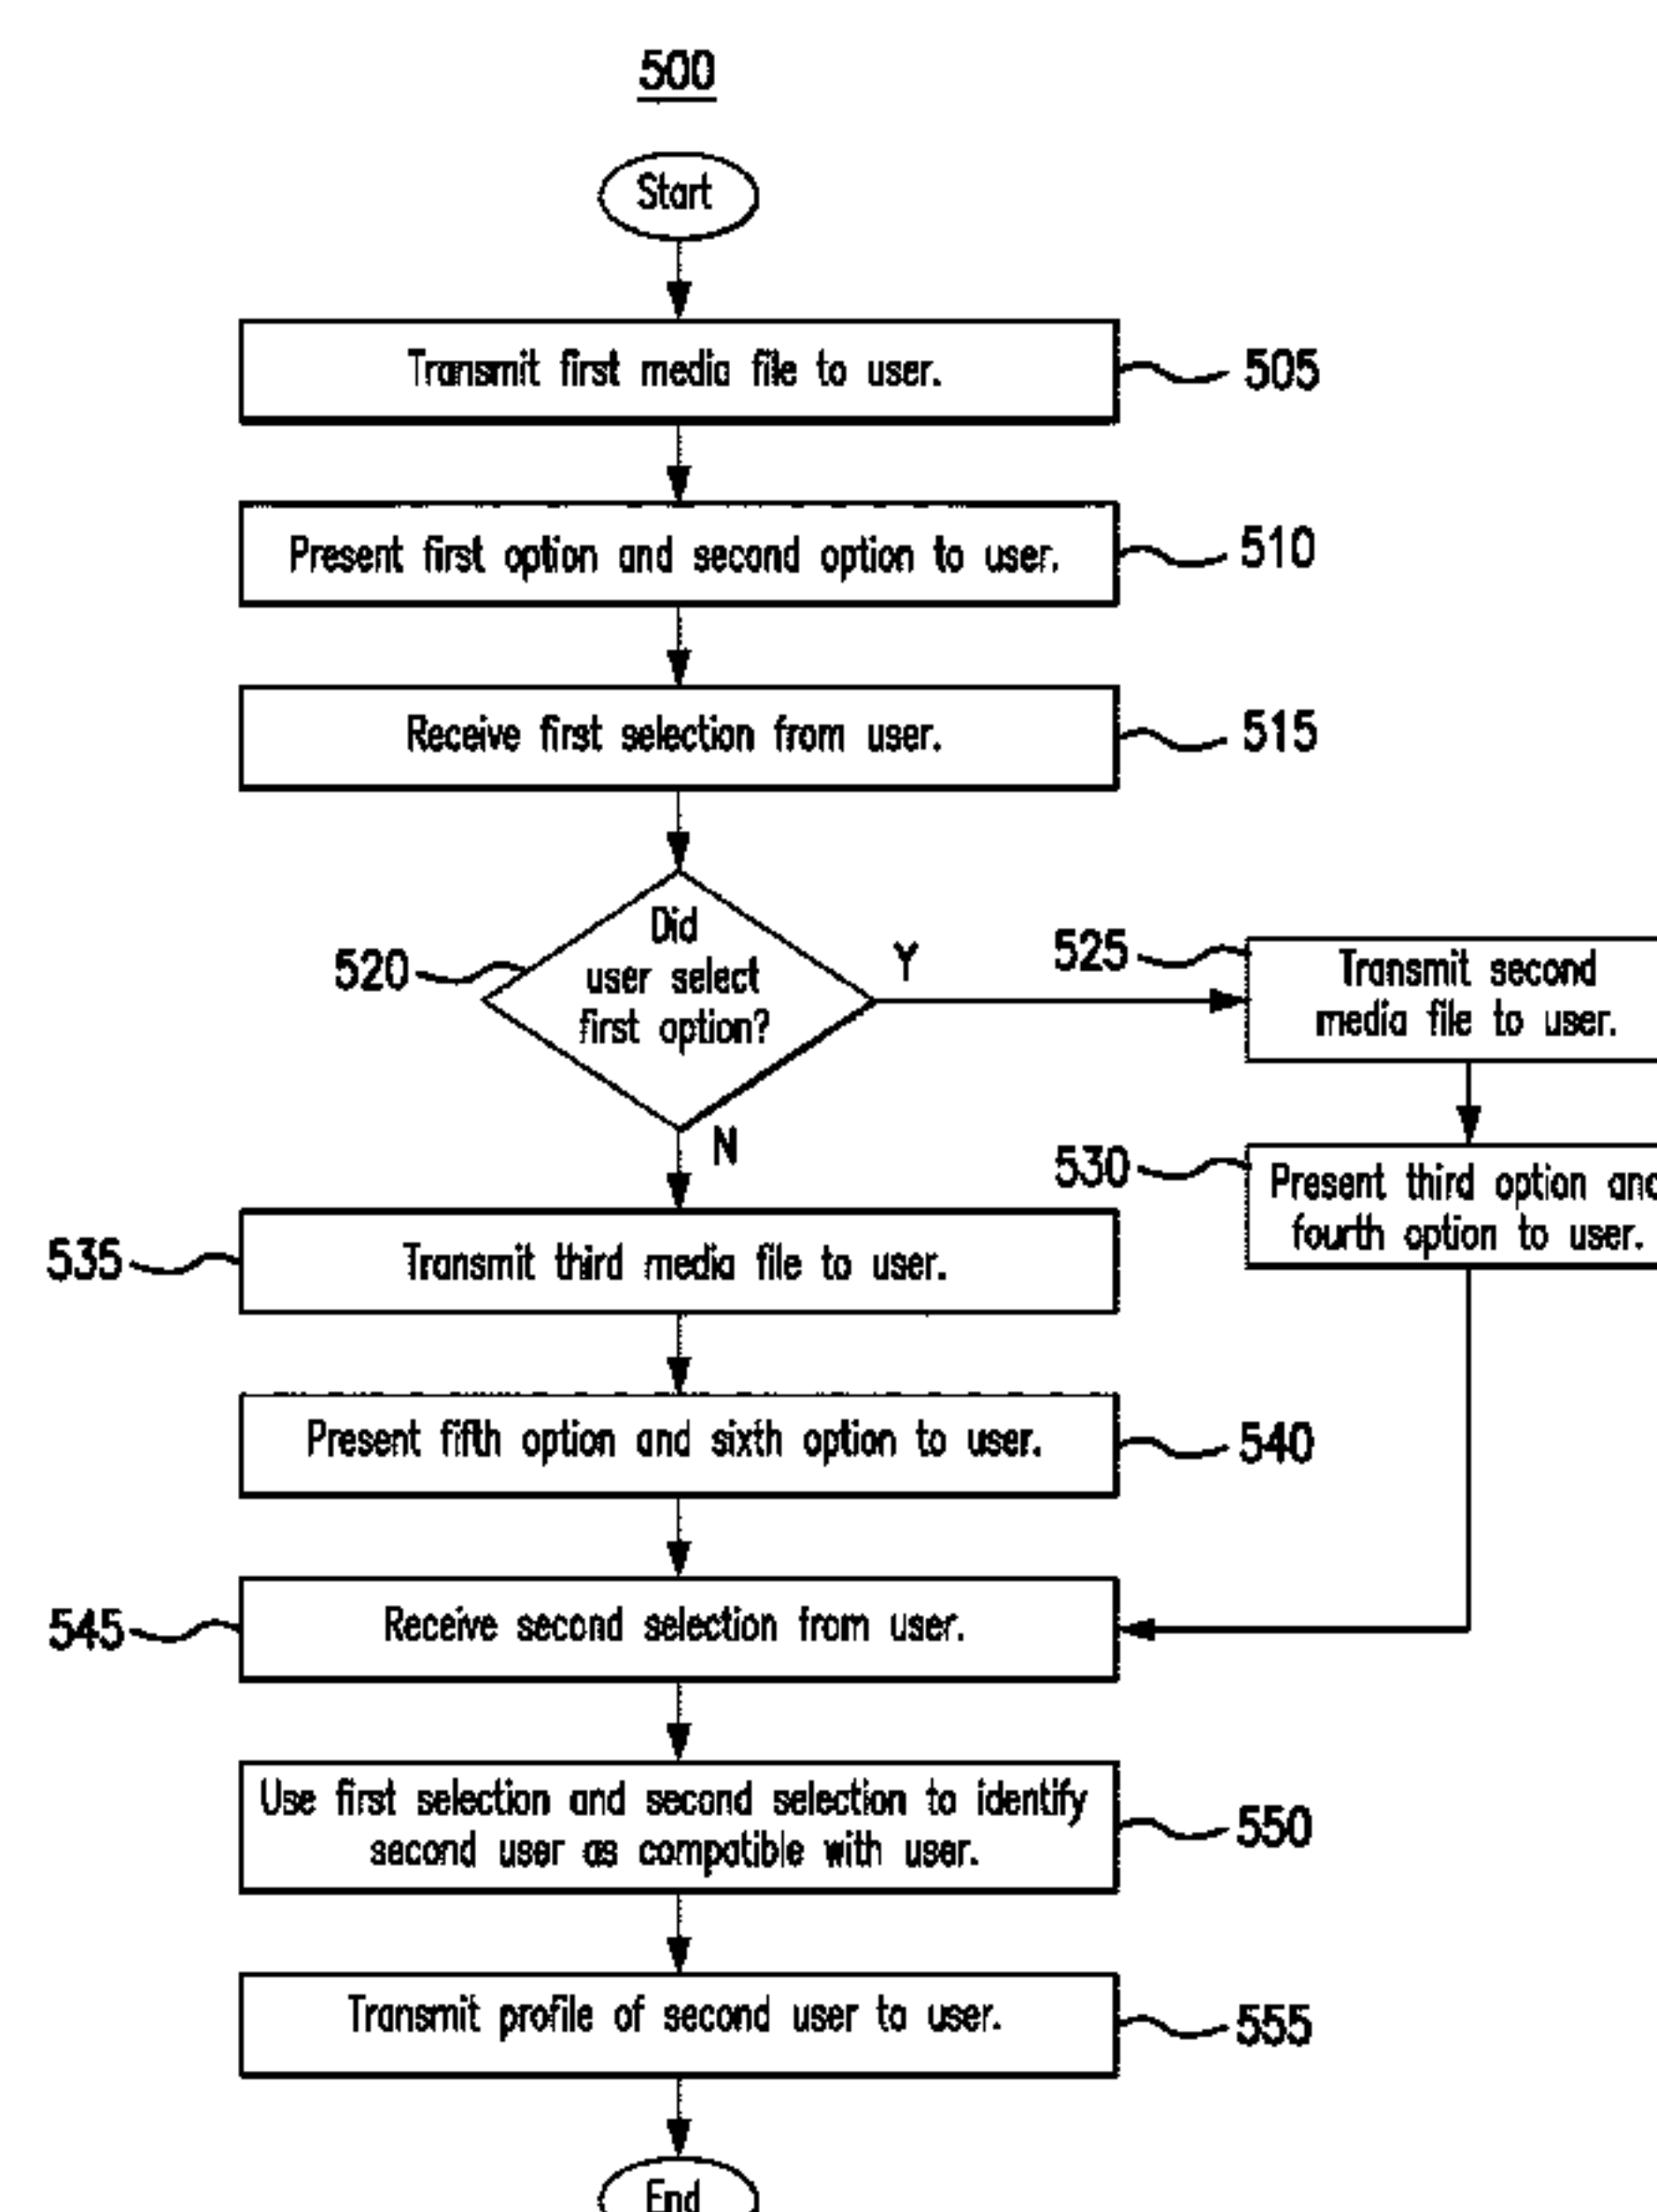 500
Start
Transmit first media file to user.
505
Present first option and second option to user.
510
Receive first selection from user.
515
Did
user select
first option?
520
Y
N
525
Transmit second
media file to user.
530
Present third option and
fourth option to user.
535
Transmit third media file to user.
Present fifth option and sixth option to user.
540
545
Receive second selection from user.
Use first selection and second selection to identify
second user as compatible with user.
550
Transmit profile of second user to user.
555
End